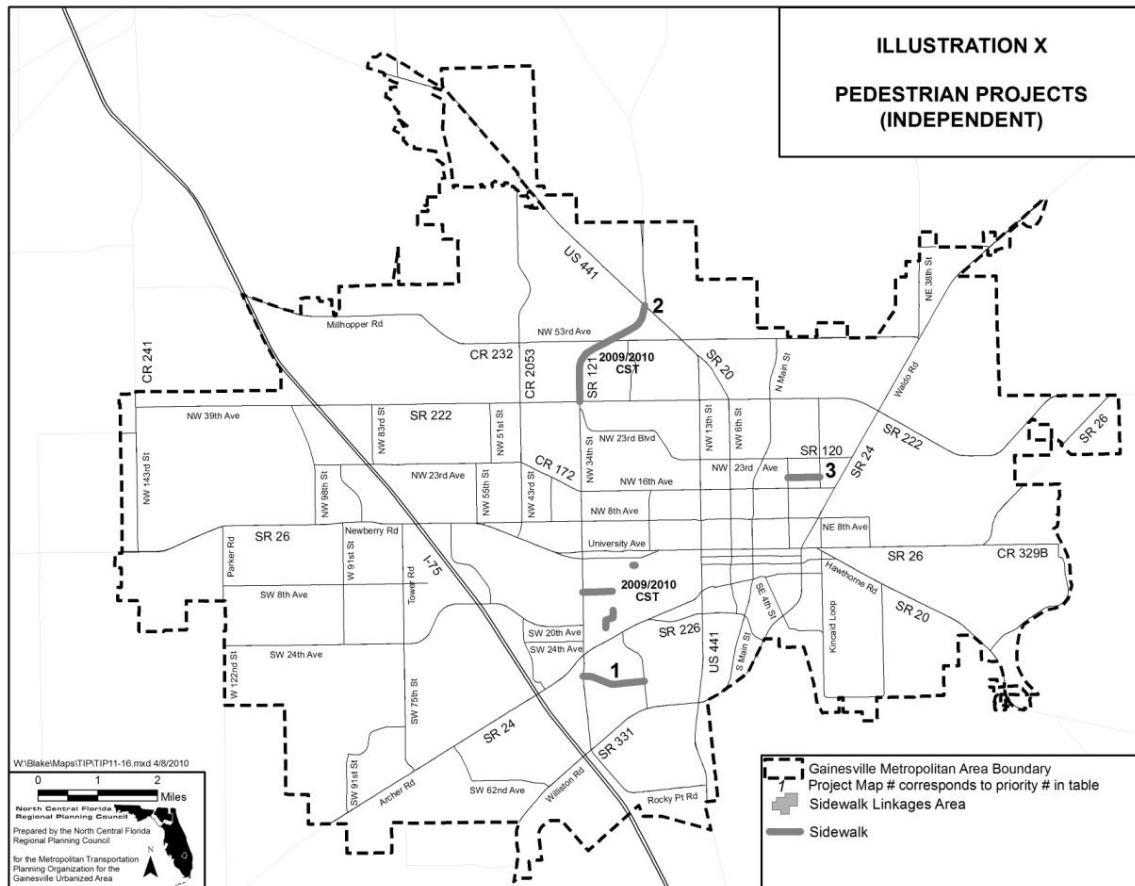 ILLUSTRATION X
PEDESTRIAN PROJECTS
(INDEPENDENT)
US 441
NE 38th St
2
Millhopper Rd
NW 53rd Ave
CR 232
CR 241
CR 2053
SR 121
2009/2010
CST
SR 20
N Main St
Waldo Rd
NW 39th Ave
SR 222
NW 83rd St
NW 51st St
NW 34th St
NW 23rd Blvd
NW 13th St
NW 6th St
SR 120
SR 24
SR 222
SR 26
NW 143rd St
NW 98th St
NW 23rd Ave
NW 55th St
NW 43rd St
CR 172
NW 23rd Ave
NW 16th Ave
3
NW 8th Ave
NE 8th Ave
SR 26
Newberry Rd
University Ave
SR 26
CR 329B
Parker Rd
W 91st St
Tower Rd
I-75
Hawthorne Rd
SR 20
SW 8th Ave
2009/2010
CST
SE 4th St
Kincaid Loop
SW 20th Ave
SW 24th Ave
SR 226
US 441
S Main St
W 122nd St
SW 24th Ave
SW 75th St
1
SR 24
SR 331
SW 91st St
Archer Rd
SW 62nd Ave
Williston Rd
Rocky Pt Rd
W:\Blake\Maps\TIP\TIP11-16.mxd 4/8/2010
0 1 2
Miles
North Central Florida
Regional Planning Council
Prepared by the North Central Florida
Regional Planning Council
for the Metropolitan Transportation
Planning Organization for the
Gainesville Urbanized Area
N
Gainesville Metropolitan Area Boundary
1 Project Map # corresponds to priority # in table
Sidewalk Linkages Area
Sidewalk